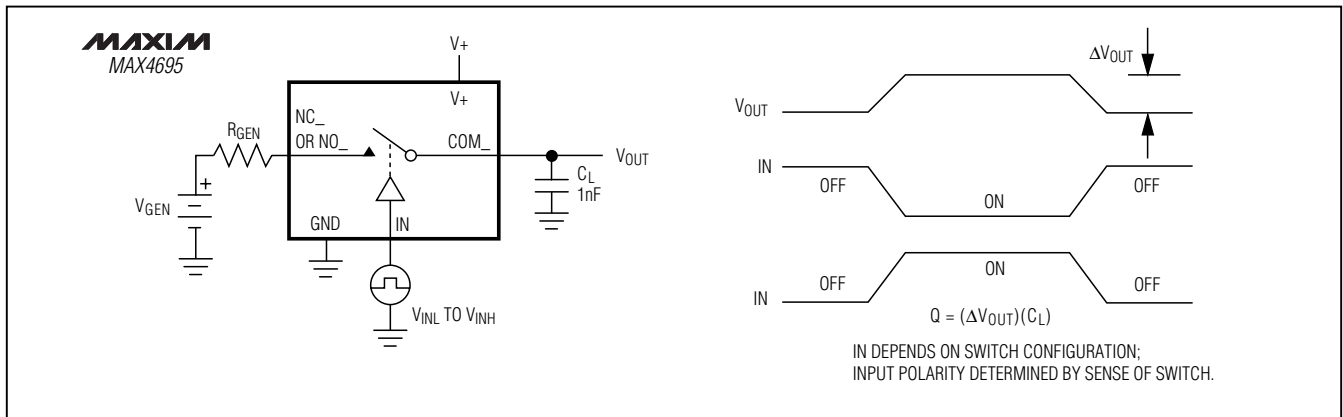 MAXIM
MAX4695
V+
V+
NC_
OR NO_
COM_
RGEN
VGEN
+
GND
IN
CL
1nF
VOUT
VINL TO VINH
ΔVOUT
VOUT
IN
OFF
ON
OFF
IN
OFF
ON
OFF
Q = (ΔVOUT)(CL)
IN DEPENDS ON SWITCH CONFIGURATION;
INPUT POLARITY DETERMINED BY SENSE OF SWITCH.